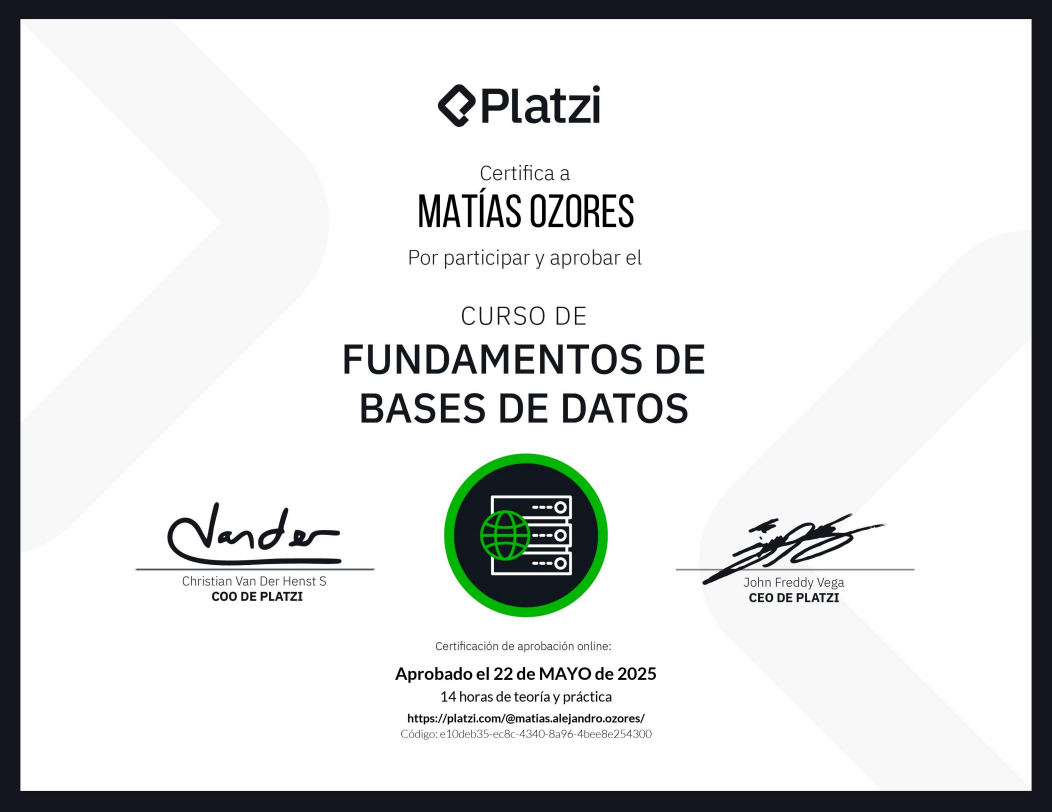 Platzi
Certifica a
MATÍAS OZORES
Por participar y aprobar el
CURSO DE
FUNDAMENTOS DE
BASES DE DATOS
Vander
Christian Van Der Henst S
COO DE PLATZI
John Freddy Vega
CEO DE PLATZI
Certificación de aprobación online:
Aprobado el 22 de MAYO de 2025
14 horas de teoría y práctica
https://platzi.com/@matias.alejandro.ozores/
Código: e10deb35-ec8c-4340-8a96-4bee8e254300